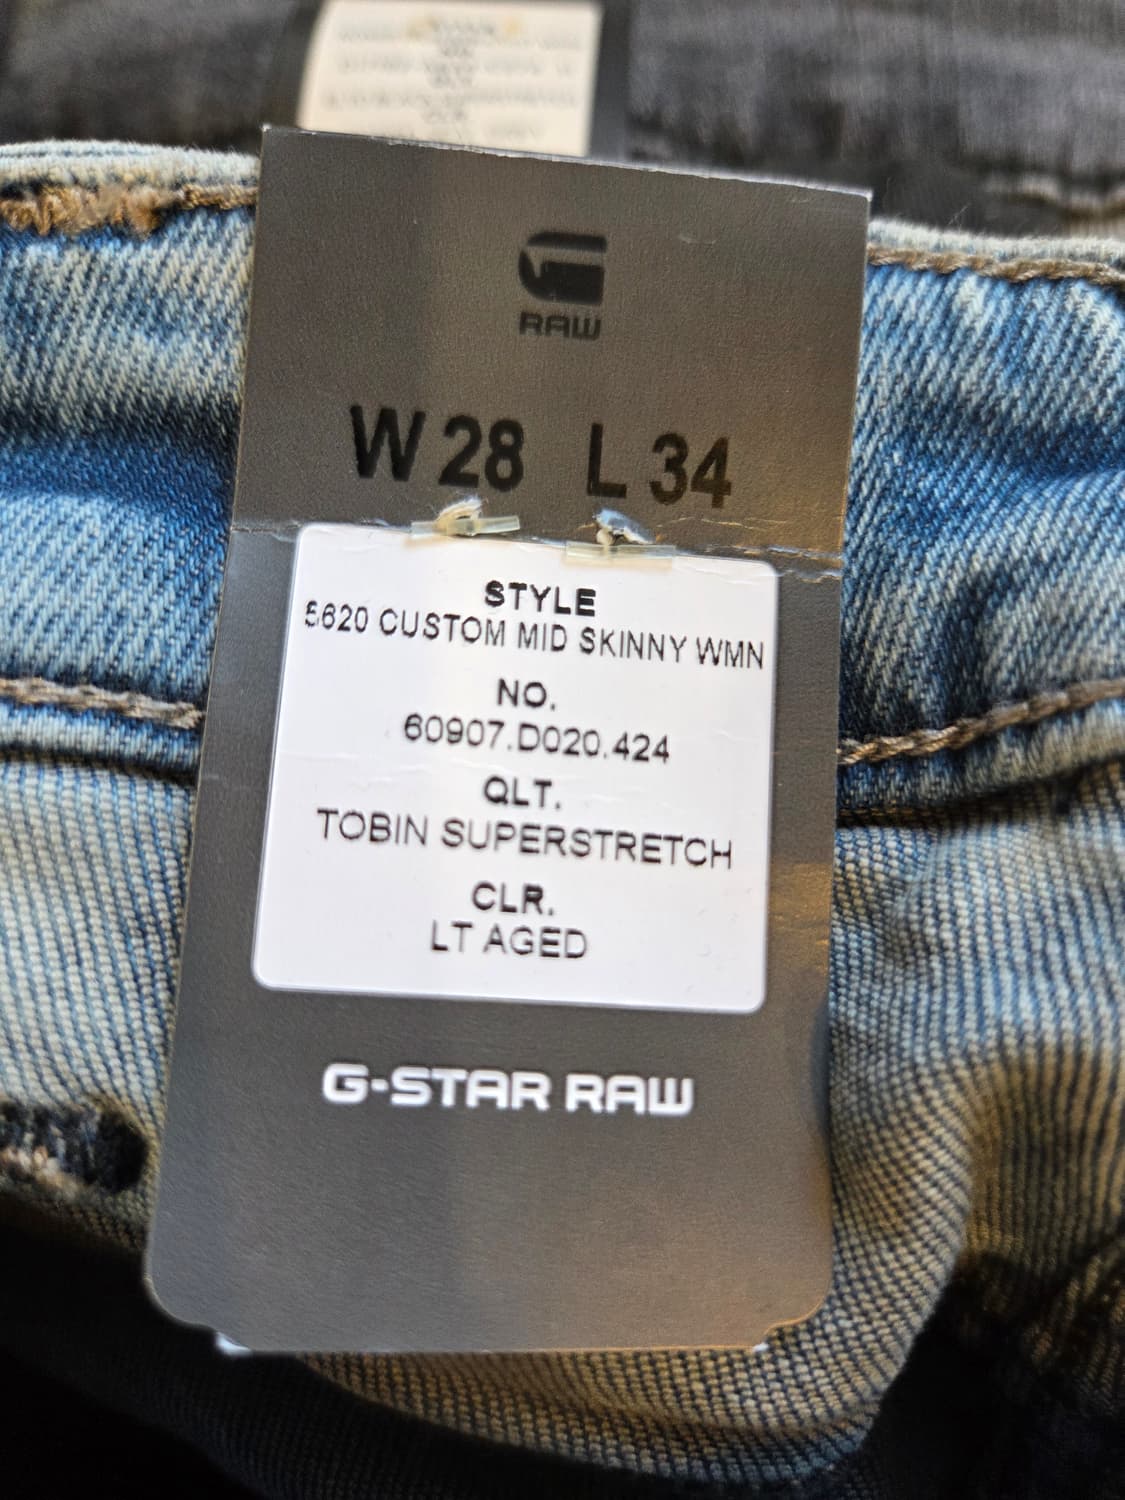 RAW
W 28 L 34
STYLE
5620 CUSTOM MID SKINNY WMN
NO.
60907.D020.424
QLT.
TOBIN SUPERSTRETCH
CLR.
LT AGED
G-STAR RAW